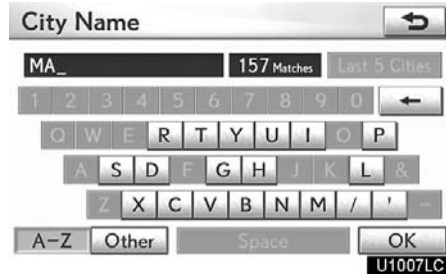 City Name
MA_ 157 Matches Last 5 Cities
1 2 3 4 5 6 7 8 9 0
Q W E R T Y U I O P
A S D F G H J K L &
Z X C V B N M / ' -
A-Z Other Space OK
U1007LC